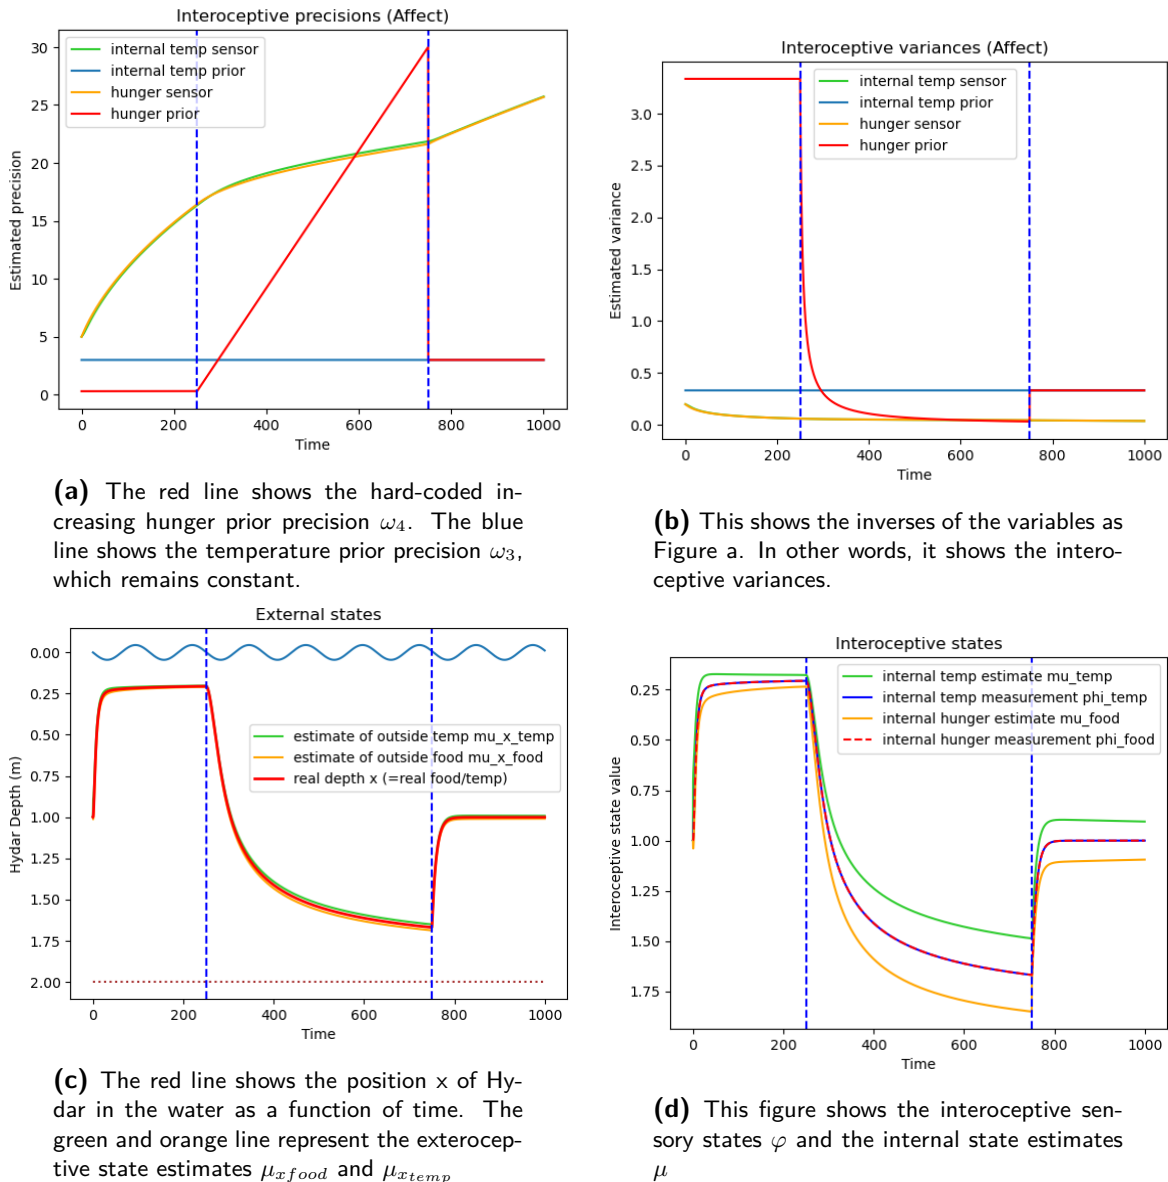 Interoceptive precisions (Affect)
internal temp sensor
internal temp prior
hunger sensor
hunger prior
30
25
20
15
10
5
0
Estimated precision
0 200 400 600 800 1000
Time
(a) The red line shows the hard-coded in-
creasing hunger prior precision ω₄. The blue
line shows the temperature prior precision ω₃,
which remains constant.
Interoceptive variances (Affect)
internal temp sensor
internal temp prior
hunger sensor
hunger prior
3.0
2.5
2.0
1.5
1.0
0.5
0.0
Estimated variance
0 200 400 600 800 1000
Time
(b) This shows the inverses of the variables as
Figure a. In other words, it shows the intero-
ceptive variances.
External states
0.00
0.25
0.50
0.75
1.00
1.25
1.50
1.75
2.00
Hydar Depth (m)
estimate of outside temp mu_x_temp
estimate of outside food mu_x_food
real depth x (=real food/temp)
0 200 400 600 800 1000
Time
(c) The red line shows the position x of Hy-
dar in the water as a function of time. The
green and orange line represent the exterocep-
tive state estimates μxfood and μxtemp
Interoceptive states
internal temp estimate mu_temp
internal temp measurement phi_temp
internal hunger estimate mu_food
internal hunger measurement phi_food
0.25
0.50
0.75
1.00
1.25
1.50
1.75
Interoceptive state value
0 200 400 600 800 1000
Time
(d) This figure shows the interoceptive sen-
sory states φ and the internal state estimates
μ